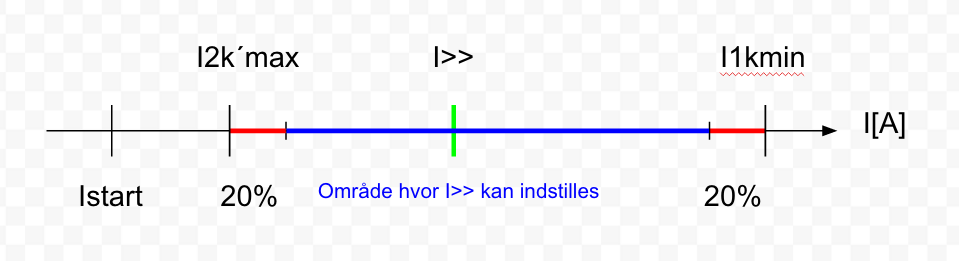 I2k´max
I>>
I1kmin
I[A]
Istart
20%
Område hvor I>> kan indstilles
20%